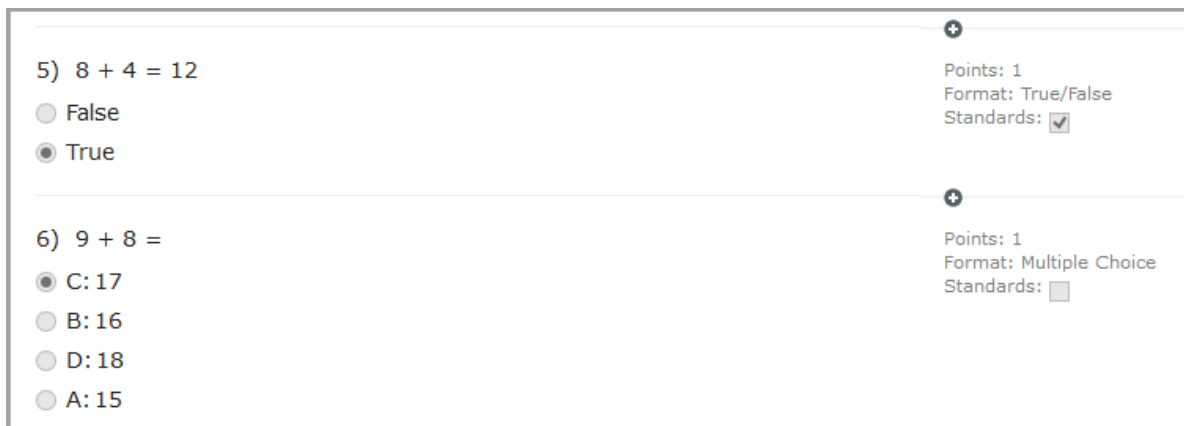 5) 8 + 4 = 12
False
True
Points: 1
Format: True/False
Standards:
6) 9 + 8 =
C: 17
B: 16
D: 18
A: 15
Points: 1
Format: Multiple Choice
Standards: